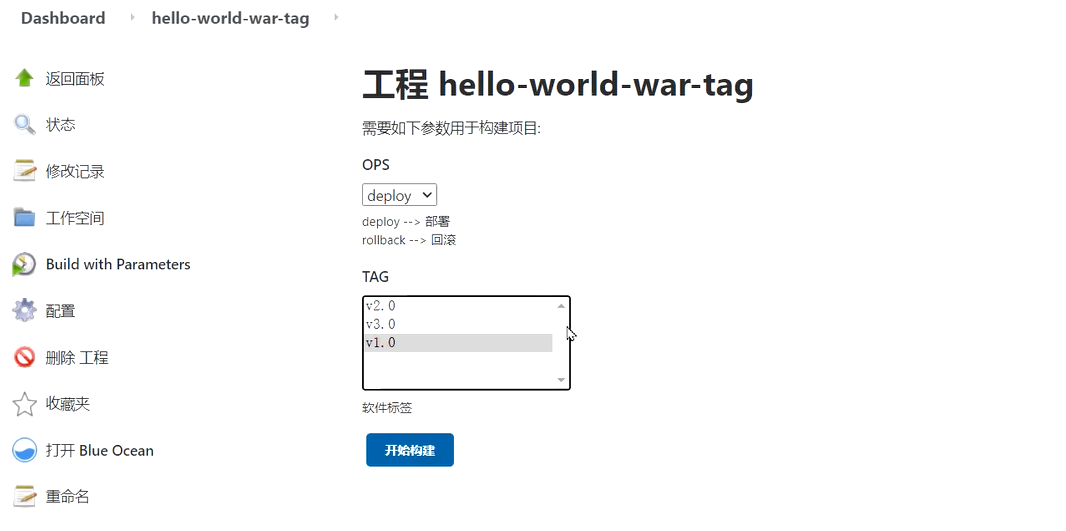 Dashboard
hello-world-war-tag
返回面板
状态
修改记录
工作空间
Build with Parameters
配置
删除 工程
收藏夹
打开 Blue Ocean
重命名
工程 hello-world-war-tag
需要如下参数用于构建项目:
OPS
deploy
deploy --> 部署
rollback --> 回滚
TAG
v2.0
v3.0
v1.0
软件标签
开始构建